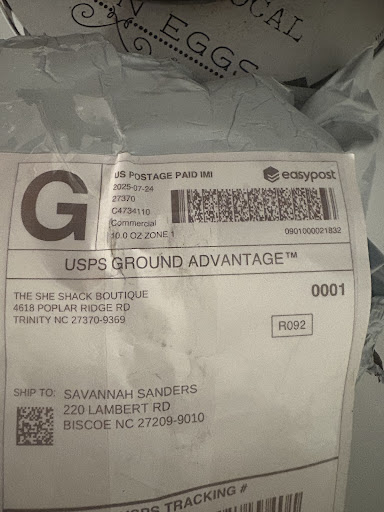 OCAL
N EGGS
G
US POSTAGE PAID IMI
2025-07-24
27370
C4734110
Commercial
10.0 OZ ZONE 1
easypost
0901000021832
USPS GROUND ADVANTAGE™
THE SHE SHACK BOUTIQUE
4618 POPLAR RIDGE RD
TRINITY NC 27370-9369
0001
R092
SHIP TO: SAVANNAH SANDERS
220 LAMBERT RD
BISCOE NC 27209-9010
USPS TRACKING #